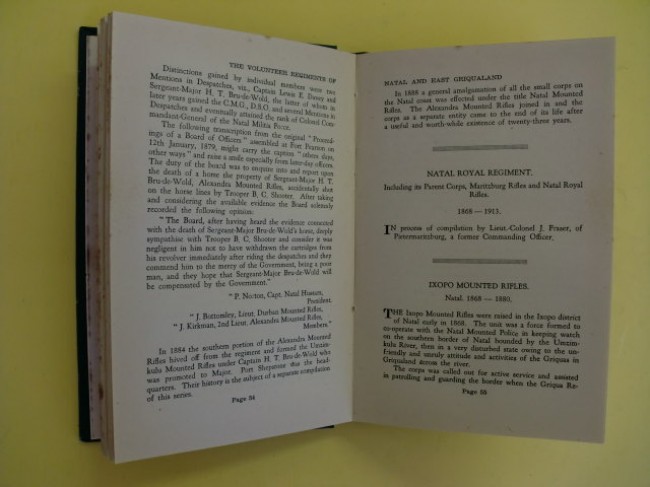 THE VOLUNTEER REGIMENTS OF
Distinctions gained by individual members were two
Mentions in Despatches, viz., Captain Lewis E. and
Sergeant-Major H. T. Bru-de-Wold, the latter of whom in
later years gained the C.M.G., D.S.O. and several Mentions in
Despatches and eventually attained the rank of Colonel Com-
mandant-General of the Natal Militia Force.
The following transcription from the original "Proceed-
ings of a Board of Officers" assembled at Fort Pearson on
12th January, 1879, might carry the caption "others days,
other ways" and raise a smile especially from latter-day officers.
The duty of the board was to enquire into and report upon
the death of a horse the property of Sergeant-Major H. T.
Bru-de-Wold, Alexandra Mounted Rifles, accidentally shot
on the horse lines by Trooper B. C. Shooter. After taking
and considering the available evidence the Board solemnly
recorded the following opinion:
"The Board, after having heard the evidence connected
with the death of Sergeant Major Bru-de-Wold's horse, deeply
sympathise with Trooper B. C. Shooter and consider it was
negligent in him not to have withdrawn the cartridges from
his revolver immediately after riding the despatches and they
commend him to the mercy of the Government, being a poor
man, and they hope that Sergeant-Major Bru-de-Wold will
be compensated by the Government."
"P. Norton, Capt. Natal Hussars,
President.
"J. Bottomley, Lieut. Durban Mounted Rifles,
"J. Kirkman, 2nd Lieut. Alexandra Mounted Rifles,
Members."
In 1884 the southern portion of the Alexandra Mounted
Rifles hived off from the regiment and formed the Umzim-
kulu Mounted Rifles under Captain H. T. Bru-de-Wold who
was promoted to Major. Port Shepstone was the head-
quarters. Their history is the subject of a separate compilation
of this series.
Page 54
NATAL AND EAST GRIQUALAND
In 1888 a general amalgamation of all the small corps on
the Natal coast was effected under the title Natal Mounted
Rifles. The Alexandra Mounted Rifles joined in and the
corps as a separate entity came to the end of its life after
a useful and worth-while existence of twenty-three years.
NATAL ROYAL REGIMENT.
Including its Parent Corps, Maritzburg Rifles and Natal Royal
Rifles.
1868 — 1913.
IN process of compilation by Lieut-Colonel J. Fraser, of
Pietermaritzburg, a former Commanding Officer.
IXOPO MOUNTED RIFLES.
Natal. 1868 — 1880.
THE Ixopo Mounted Rifles were raised in the Ixopo district
of Natal early in 1868. The unit was a force formed to
co-operate with the Natal Mounted Police in keeping watch
on the southern border of Natal bounded by the Umzim-
kulu River, then in a very disturbed state owing to the un-
friendly and unruly attitude and activities of the Griquas in
Griqualand across the river.
The corps was called out for active service and assisted
in patrolling and guarding the border when the Griqua Re-
Page 55